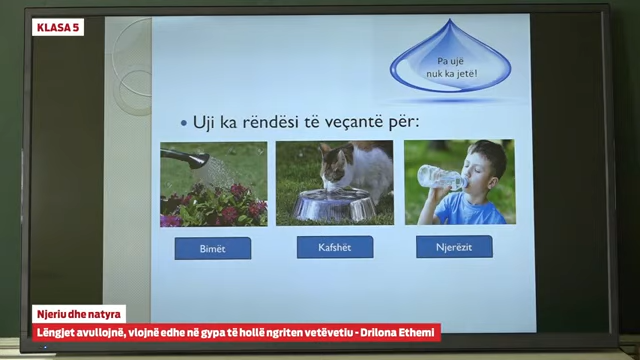 KLASA 5
Pa ujë
nuk ka jetë!
• Uji ka rëndësi të veçantë për:
Bimët
Kafshët
Njerëzit
Njeriu dhe natyra
Lëngjet avullojnë, vlojnë edhe në gypa të hollë ngriten vetëvetiu - Drilona Ethemi